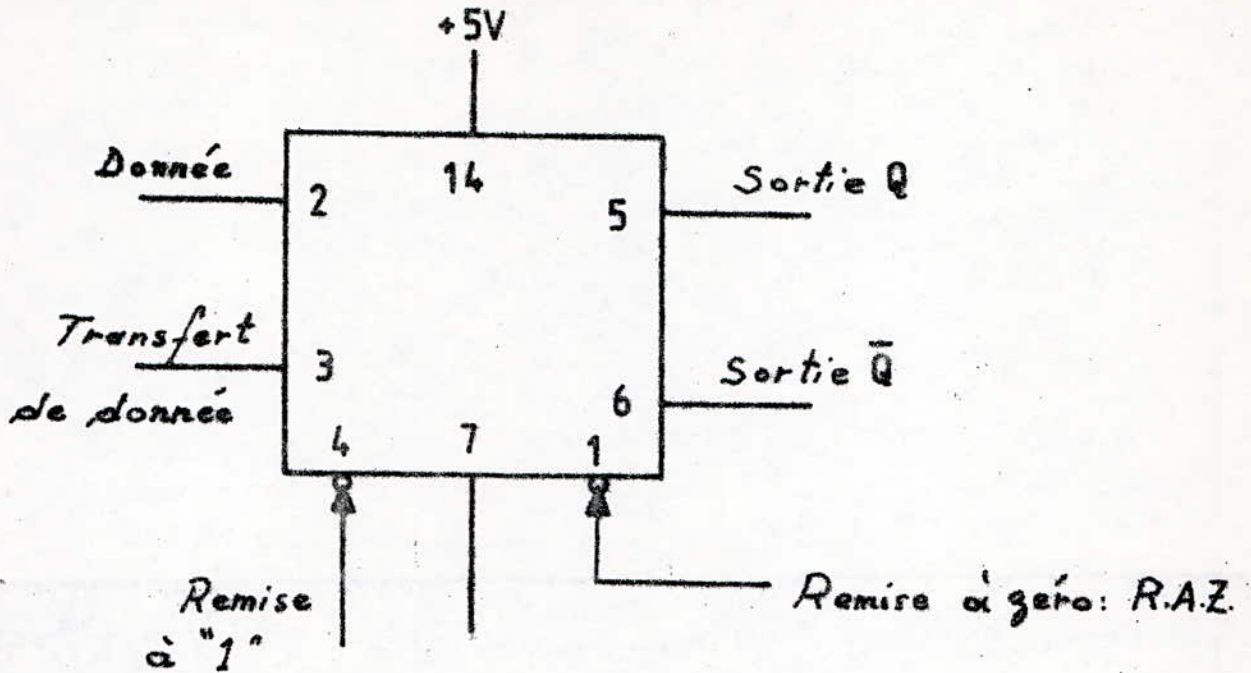 +5V
Donnée
14
2
Sortie Q
5
Transfert
3
de donnée
Sortie Q̅
6
4
7
1
Remise
à "1"
Remise à zéro: R.A.Z.